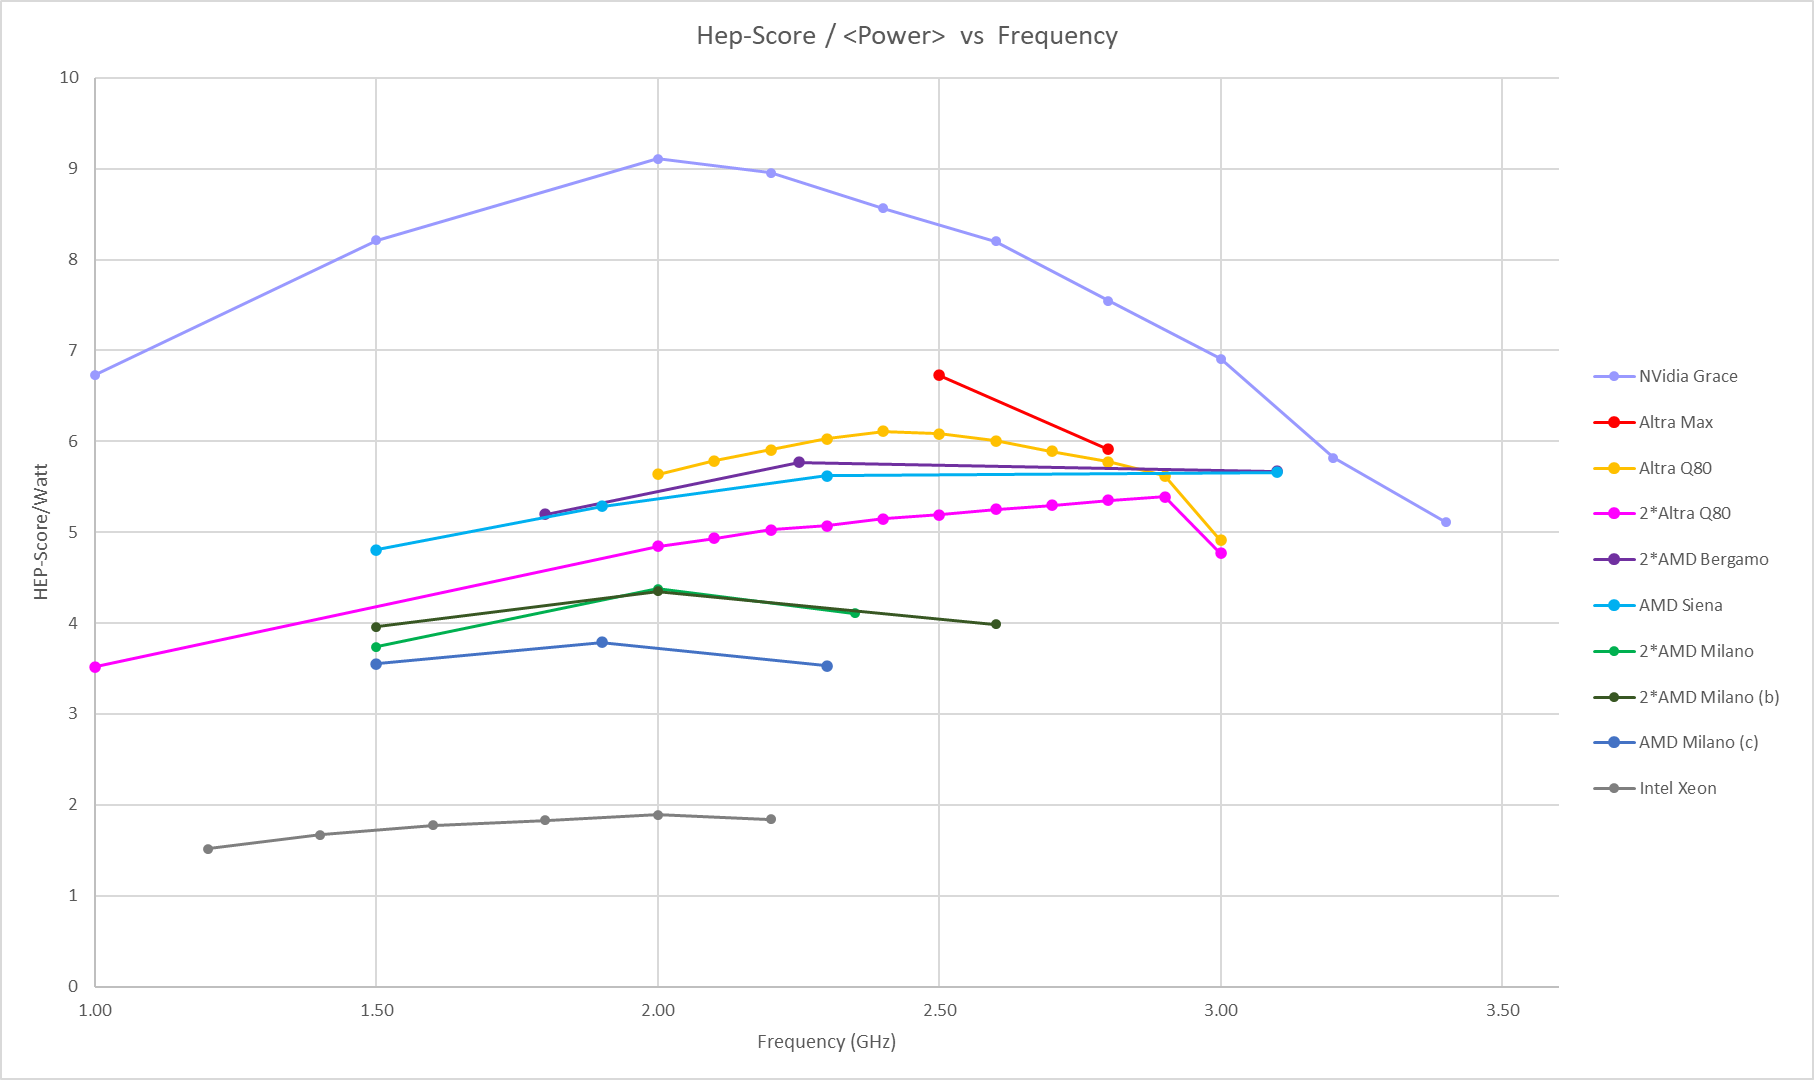 Hep-Score / <Power> vs Frequency
HEP-Score/Watt
10
9
8
7
6
5
4
3
2
1
0
1.00 1.50 2.00 2.50 3.00 3.50
Frequency (GHz)
NVidia Grace
Altra Max
Altra Q80
2*Altra Q80
2*AMD Bergamo
AMD Siena
2*AMD Milano
2*AMD Milano (b)
AMD Milano (c)
Intel Xeon